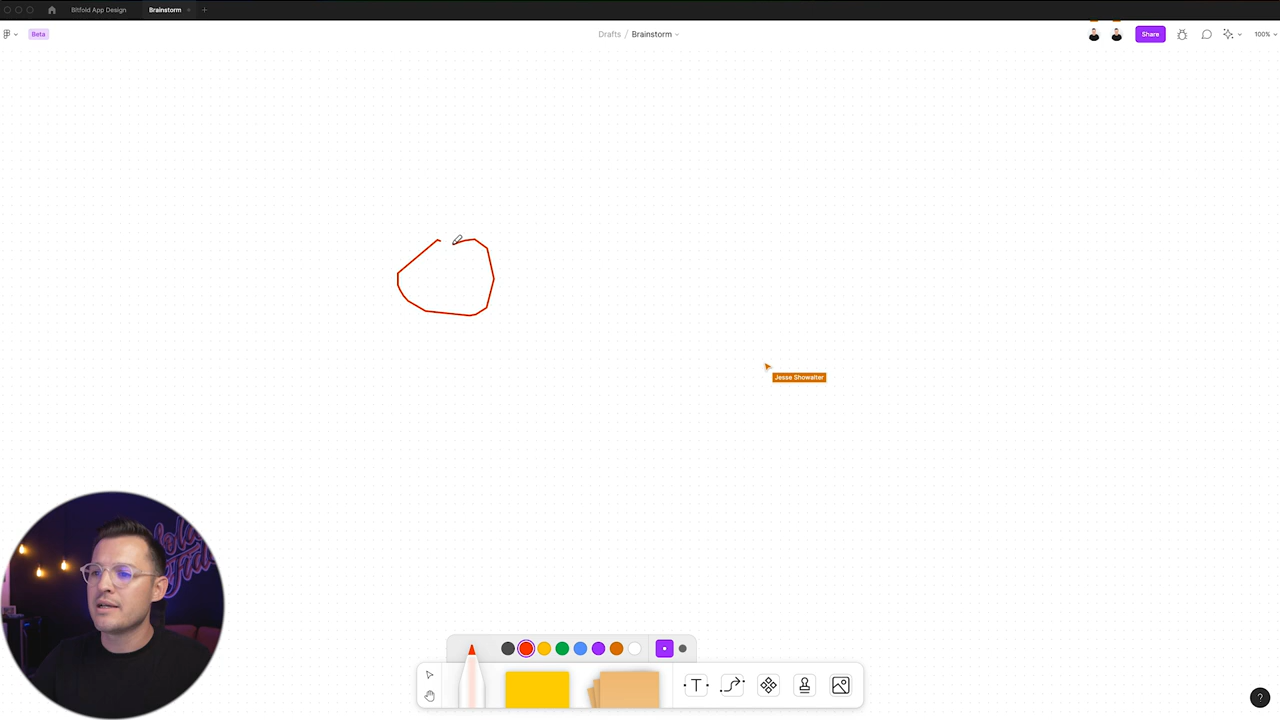 Bitfold App Design
Brainstorm
Beta
Drafts / Brainstorm
Share
100%
Jesse Showalter
T
?